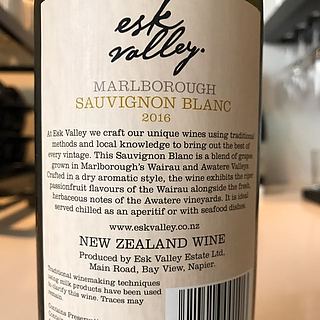 esk
valley.
MARLBOROUGH
SAUVIGNON BLANC
2016
At Esk Valley we craft our unique wines using traditional
methods and local knowledge to bring out the best of
every vintage. This Sauvignon Blanc is a blend of grapes
grown in Marlborough's Wairau and Awatere Valleys.
Crafted in a dry aromatic style, the wine exhibits the riper
passionfruit flavours of the Wairau alongside the fresh,
herbaceous notes of the Awatere vineyards. It is ideal
served chilled as an aperitif or with seafood dishes.
www.eskvalley.co.nz
NEW ZEALAND WINE
Produced by Esk Valley Estate Ltd,
Main Road, Bay View, Napier.
Traditional winemaking techniques
using milk products have been used
to clarify this wine. Traces may
remain.
Contains Preservative